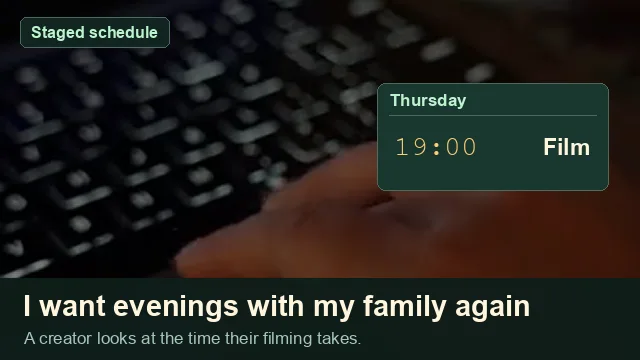 Staged schedule
Thursday
19:00 Film
I want evenings with my family again
A creator looks at the time their filming takes.